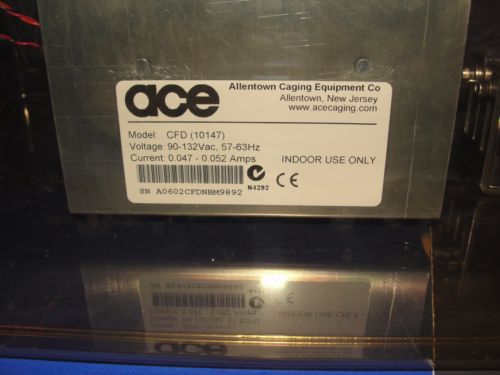 ace
Allentown Caging Equipment Co
Allentown, New Jersey
www.acecaging.com
Model: CFD (10147)
Voltage: 90-132Vac, 57-63Hz
Current: 0.047 - 0.052 Amps
INDOOR USE ONLY
N4292
CE
SN A0602CFDNBM9892